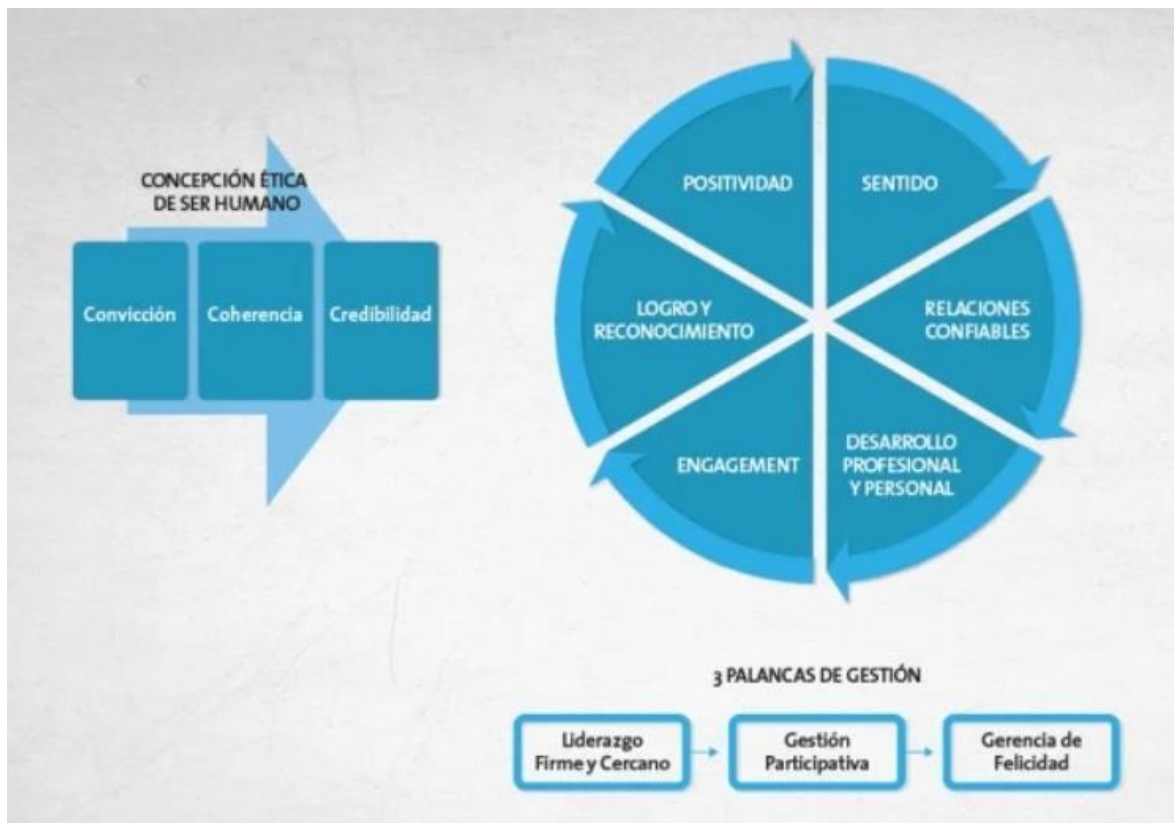 CONCEPCIÓN ÉTICA
DE SER HUMANO
Convicción
Coherencia
Credibilidad
POSITIVIDAD
SENTIDO
LOGRO Y
RECONOCIMIENTO
RELACIONES
CONFIABLES
ENGAGEMENT
DESARROLLO
PROFESIONAL
Y PERSONAL
3 PALANCAS DE GESTIÓN
Liderazgo
Firme y Cercano
Gestión
Participativa
Gerencia de
Felicidad